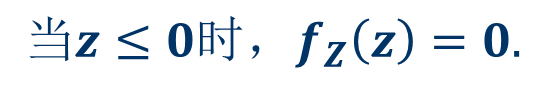 当z ≤ 0时，f_Z(z) = 0.